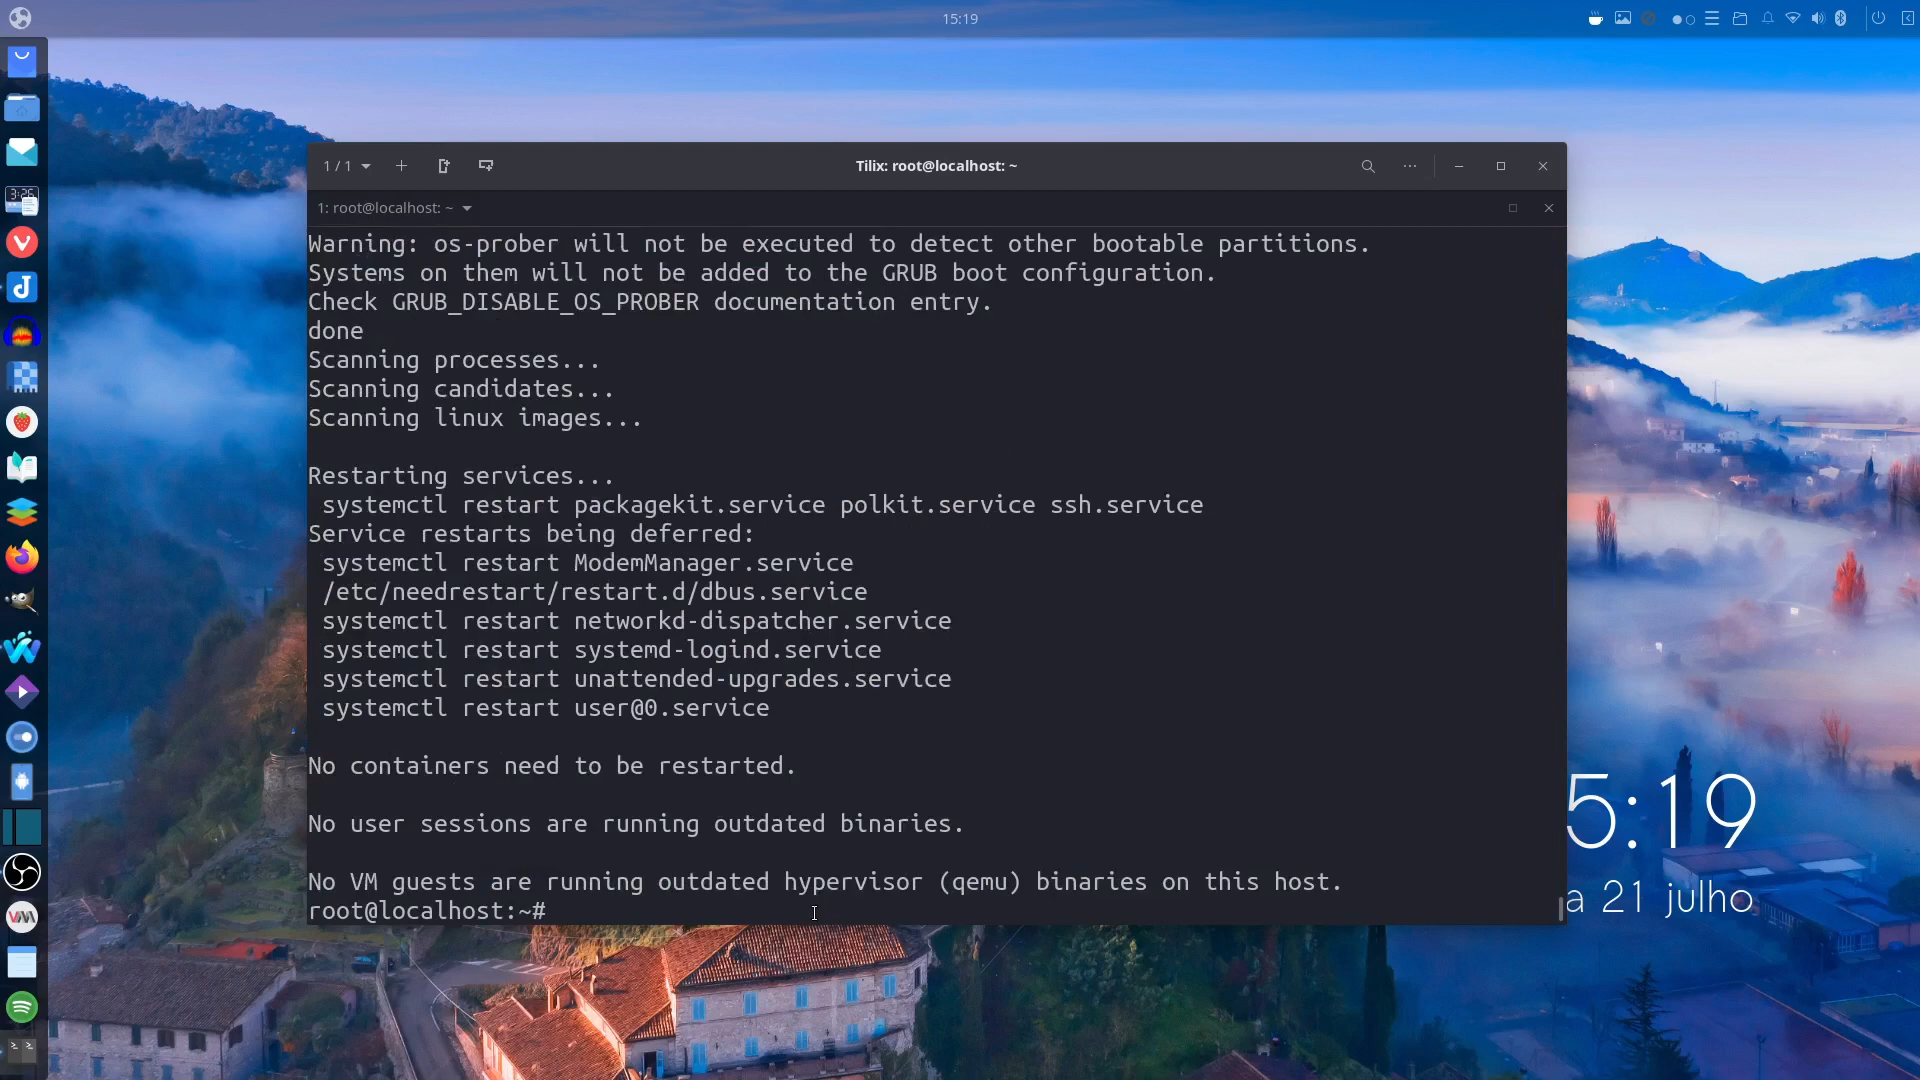 15:19
1 / 1
Tilix: root@localhost: ~
1: root@localhost: ~
Warning: os-prober will not be executed to detect other bootable partitions.
Systems on them will not be added to the GRUB boot configuration.
Check GRUB_DISABLE_OS_PROBER documentation entry.
done
Scanning processes...
Scanning candidates...
Scanning linux images...
Restarting services...
systemctl restart packagekit.service polkit.service ssh.service
Service restarts being deferred:
systemctl restart ModemManager.service
/etc/needrestart/restart.d/dbus.service
systemctl restart networkd-dispatcher.service
systemctl restart systemd-logind.service
systemctl restart unattended-upgrades.service
systemctl restart user@0.service
No containers need to be restarted.
No user sessions are running outdated binaries.
No VM guests are running outdated hypervisor (qemu) binaries on this host.
root@localhost:~#
5:19
a 21 julho
3:26